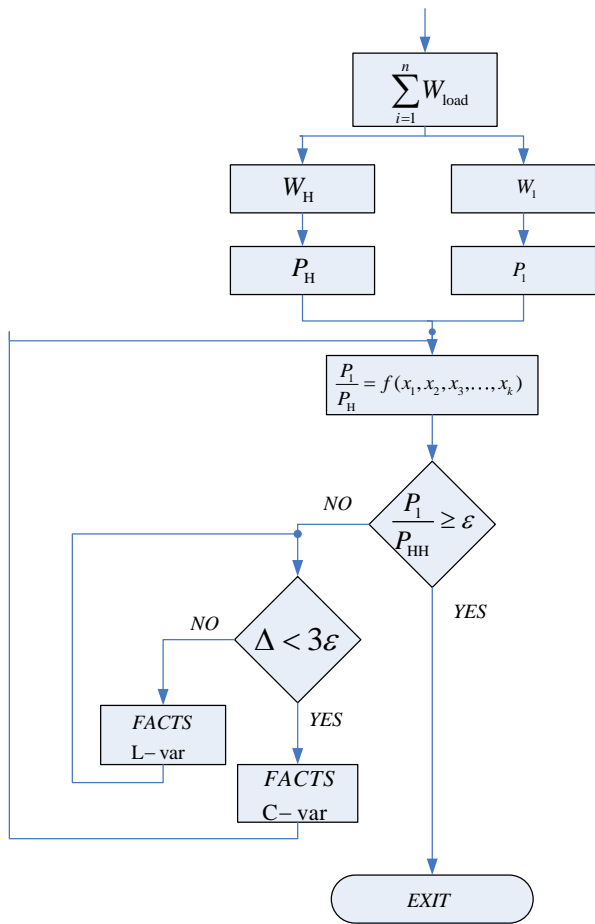 n
∑ W_load
i=1
W_H
W_1
P_H
P_1
P_1/P_H = f(x_1, x_2, x_3, ..., x_k)
NO
P_1/P_HH ≥ ε
YES
NO
Δ < 3ε
YES
FACTS
L– var
FACTS
C– var
EXIT